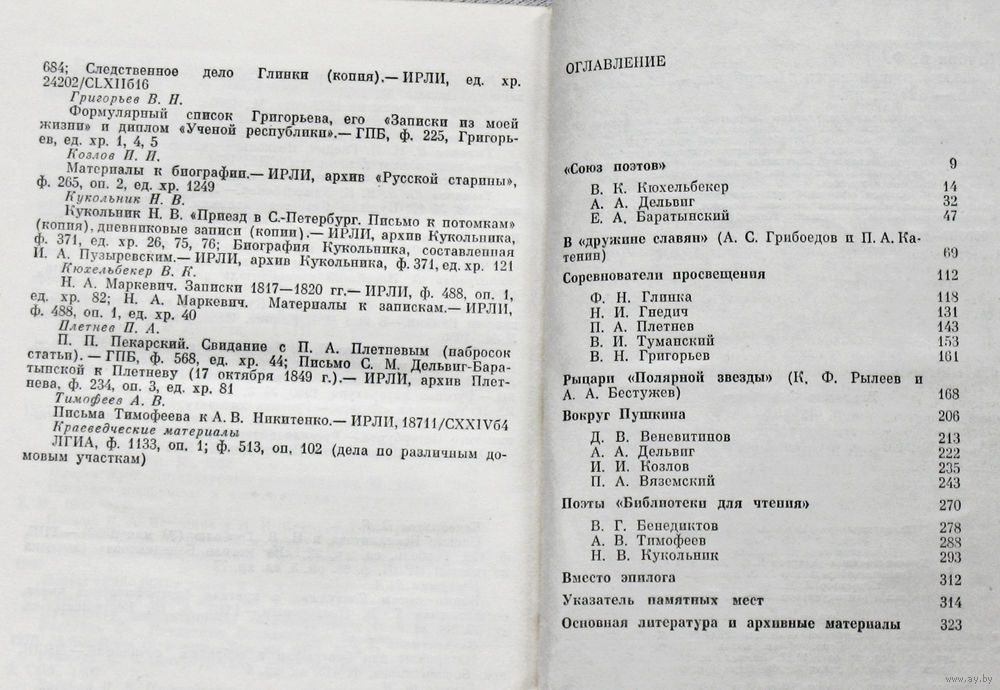 684; Следственное дело Глинки (копия).— ИРЛИ, ед. хр.
24202/CLXIIб16
Григорьев В. Н.
Формулярный список Григорьева, его «Записки из моей
жизни» и диплом «Ученой республики».— ГПБ, ф. 225, Григорь-
ев, ед. хр. 1, 4, 5
Козлов И. И.
Материалы к биографии.— ИРЛИ, архив «Русской старины»,
ф. 265, оп. 2, ед. хр. 1249
Кукольник Н. В.
Кукольник Н. В. «Приезд в С.-Петербург. Письмо к потомкам»
(копия), дневниковые записи (копии).— ИРЛИ, архив Кукольника,
ф. 371, ед. хр. 26, 75, 76; Биография Кукольника, составленная
И. А. Пузыревским.— ИРЛИ, архив Кукольника, ф. 371, ед. хр. 121
Кюхельбекер В. К.
Н. А. Маркевич. Записки 1817—1820 гг.— ИРЛИ, ф. 488, оп. 1,
ед. хр. 82; Н. А. Маркевич. Материалы к запискам.— ИРЛИ,
ф. 488, оп. 1, ед. хр. 40
Плетнев П. А.
П. П. Пекарский. Свидание с П. А. Плетневым (набросок
статьи).— ГПБ, ф. 568, ед. хр. 44; Письмо С. М. Дельвиг-Бара-
тынской к Плетневу (17 октября 1849 г.).— ИРЛИ, архив Плет-
нева, ф. 234, оп. 3, ед. хр. 81
Тимофеев А. В.
Письма Тимофеева к А. В. Никитенко.— ИРЛИ, 18711/CXXIVб4
Краеведческие материалы
ЛГИА, ф. 1133, оп. 1; ф. 513, оп. 102 (дела по различным до-
мовым участкам)
ОГЛАВЛЕНИЕ
«Союз поэтов» 9
В. К. Кюхельбекер 14
А. А. Дельвиг 32
Е. А. Баратынский 47
В «дружине славян» (А. С. Грибоедов и П. А. Ка-
тенин) 69
Соревнователи просвещения 112
Ф. Н. Глинка 118
Н. И. Гнедич 131
П. А. Плетнев 143
В. И. Туманский 153
В. Н. Григорьев 161
Рыцари «Полярной звезды» (К. Ф. Рылеев и
А. А. Бестужев) 168
Вокруг Пушкина 206
Д. В. Веневитинов 213
А. А. Дельвиг 222
И. И. Козлов 235
П. А. Вяземский 243
Поэты «Библиотеки для чтения» 270
В. Г. Бенедиктов 278
А. В. Тимофеев 288
Н. В. Кукольник 293
Вместо эпилога 312
Указатель памятных мест 314
Основная литература и архивные материалы 323
www.ay.by